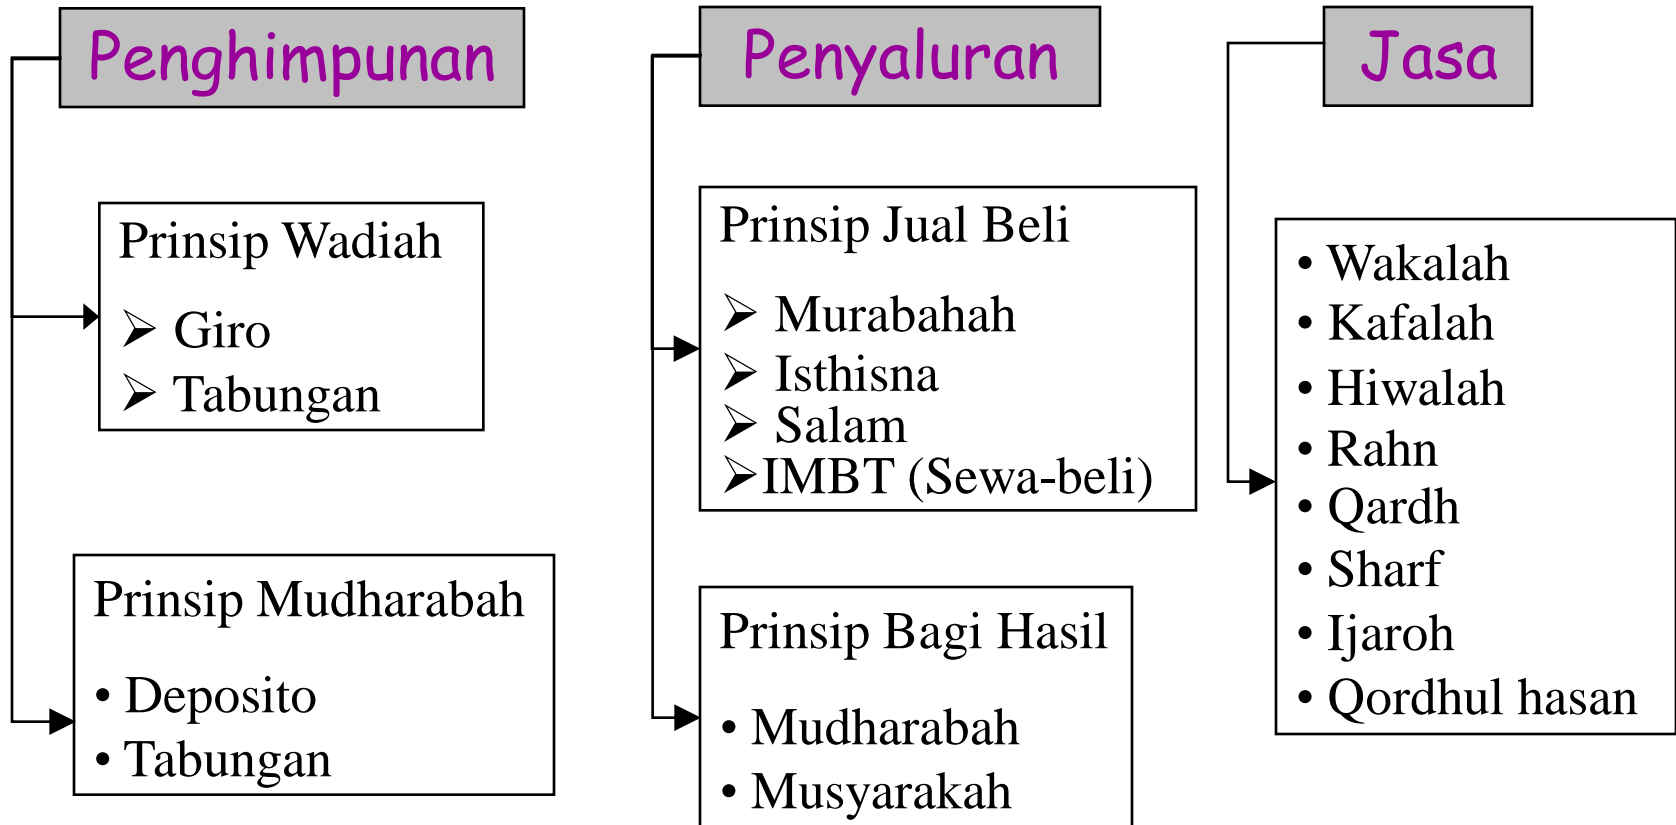 Penghimpunan
Prinsip Wadiah
➢ Giro
➢ Tabungan
Prinsip Mudharabah
• Deposito
• Tabungan
Penyaluran
Prinsip Jual Beli
➢ Murabahah
➢ Isthisna
➢ Salam
➢IMBT (Sewa-beli)
Prinsip Bagi Hasil
• Mudharabah
• Musyarakah
Jasa
• Wakalah
• Kafalah
• Hiwalah
• Rahn
• Qardh
• Sharf
• Ijaroh
• Qordhul hasan